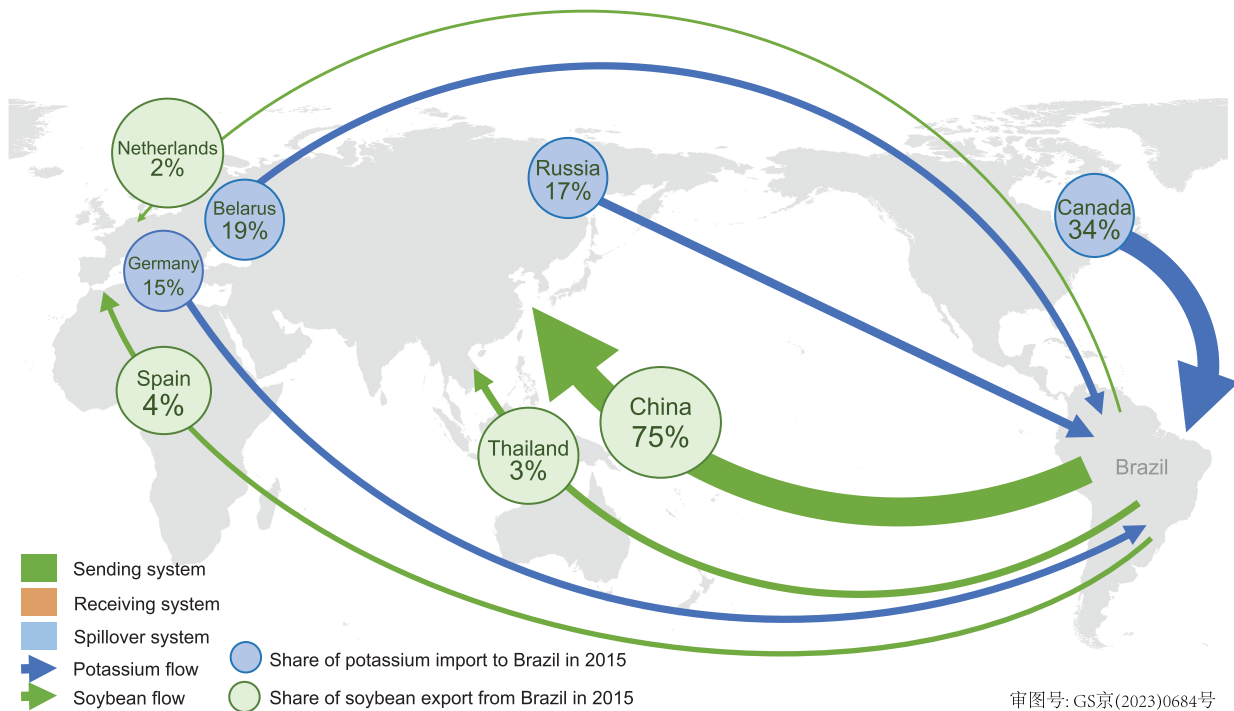 Netherlands
2%
Belarus
19%
Germany
15%
Russia
17%
Canada
34%
Spain
4%
Thailand
3%
China
75%
Brazil
Sending system
Receiving system
Spillover system
Potassium flow
Soybean flow
Share of potassium import to Brazil in 2015
Share of soybean export from Brazil in 2015
审图号: GS京(2023)0684号